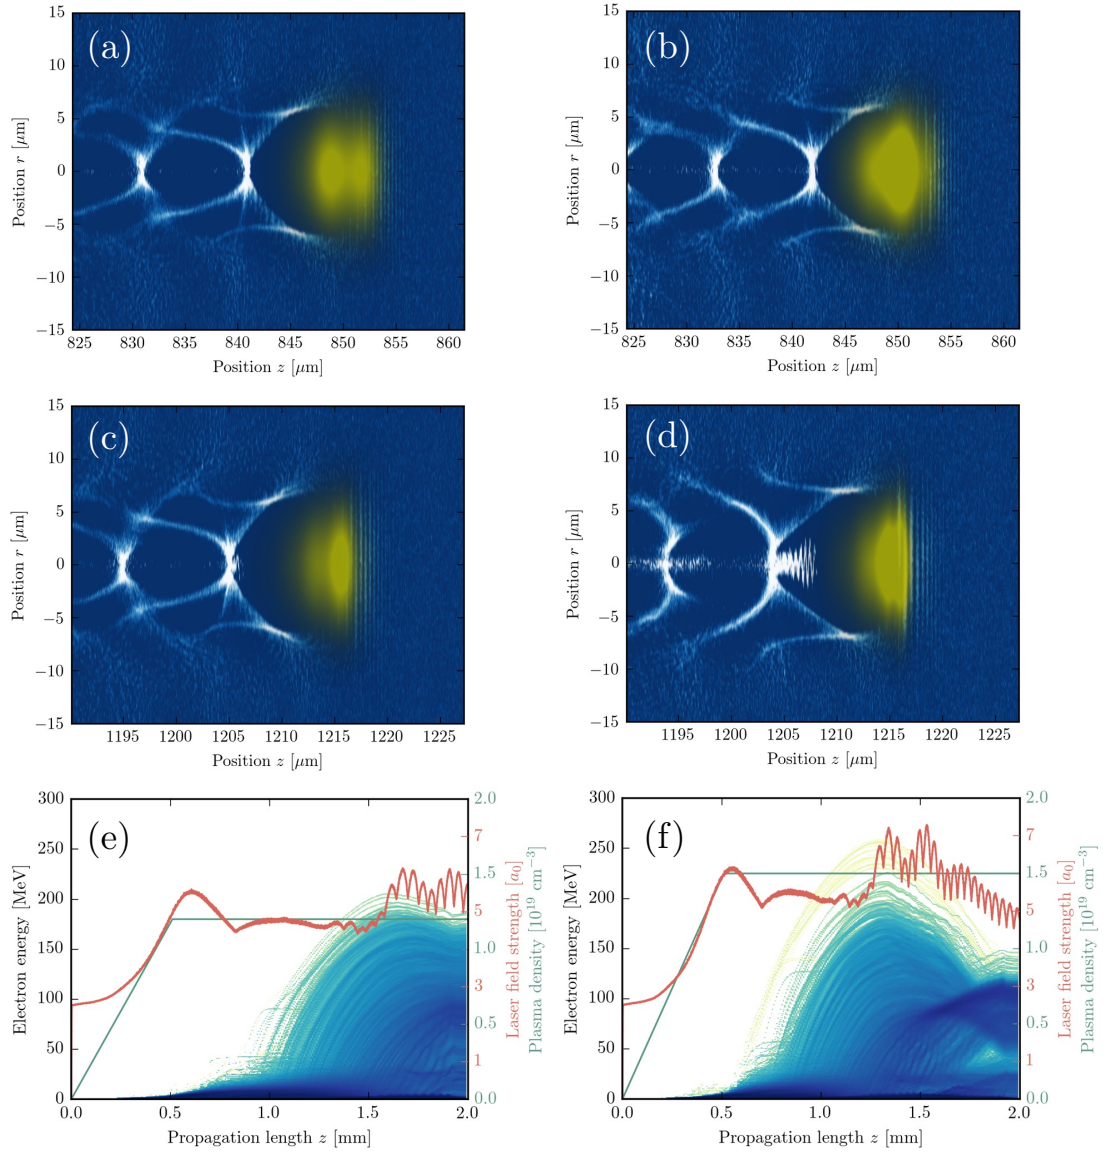 (a)
15
10
5
0
−5
−10
−15
Position r [μm]
825 830 835 840 845 850 855 860
Position z [μm]
(b)
15
10
5
0
−5
−10
−15
Position r [μm]
825 830 835 840 845 850 855 860
Position z [μm]
(c)
15
10
5
0
−5
−10
−15
Position r [μm]
1195 1200 1205 1210 1215 1220 1225
Position z [μm]
(d)
15
10
5
0
−5
−10
−15
Position r [μm]
1195 1200 1205 1210 1215 1220 1225
Position z [μm]
(e)
300
250
200
150
100
50
0
Electron energy [MeV]
0.0 0.5 1.0 1.5 2.0
Propagation length z [mm]
7
5
3
1
Laser field strength [a₀]
2.0
1.5
1.0
0.5
0.0
Plasma density [10¹⁹ cm⁻³]
(f)
300
250
200
150
100
50
0
Electron energy [MeV]
0.0 0.5 1.0 1.5 2.0
Propagation length z [mm]
7
5
3
1
Laser field strength [a₀]
2.0
1.5
1.0
0.5
0.0
Plasma density [10¹⁹ cm⁻³]